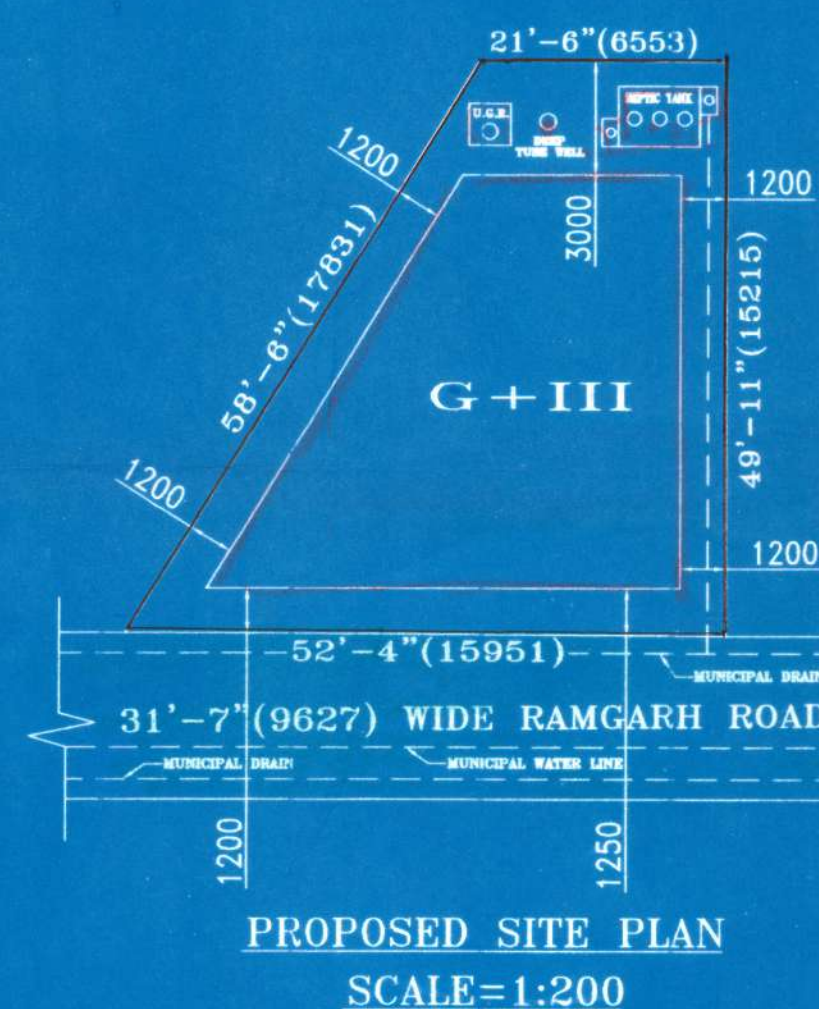 21'-6"(6553)
U.G.R.
DEEP
TUBE WELL
SEPTIC TANK
1200
1200
3000
58'-6"(17831)
49'-11"(15215)
G+III
1200
1200
52'-4"(15951)
MUNICIPAL DRAIN
31'-7"(9627) WIDE RAMGARH ROAD
MUNICIPAL DRAIN
MUNICIPAL WATER LINE
1200
1250
PROPOSED SITE PLAN
SCALE=1:200